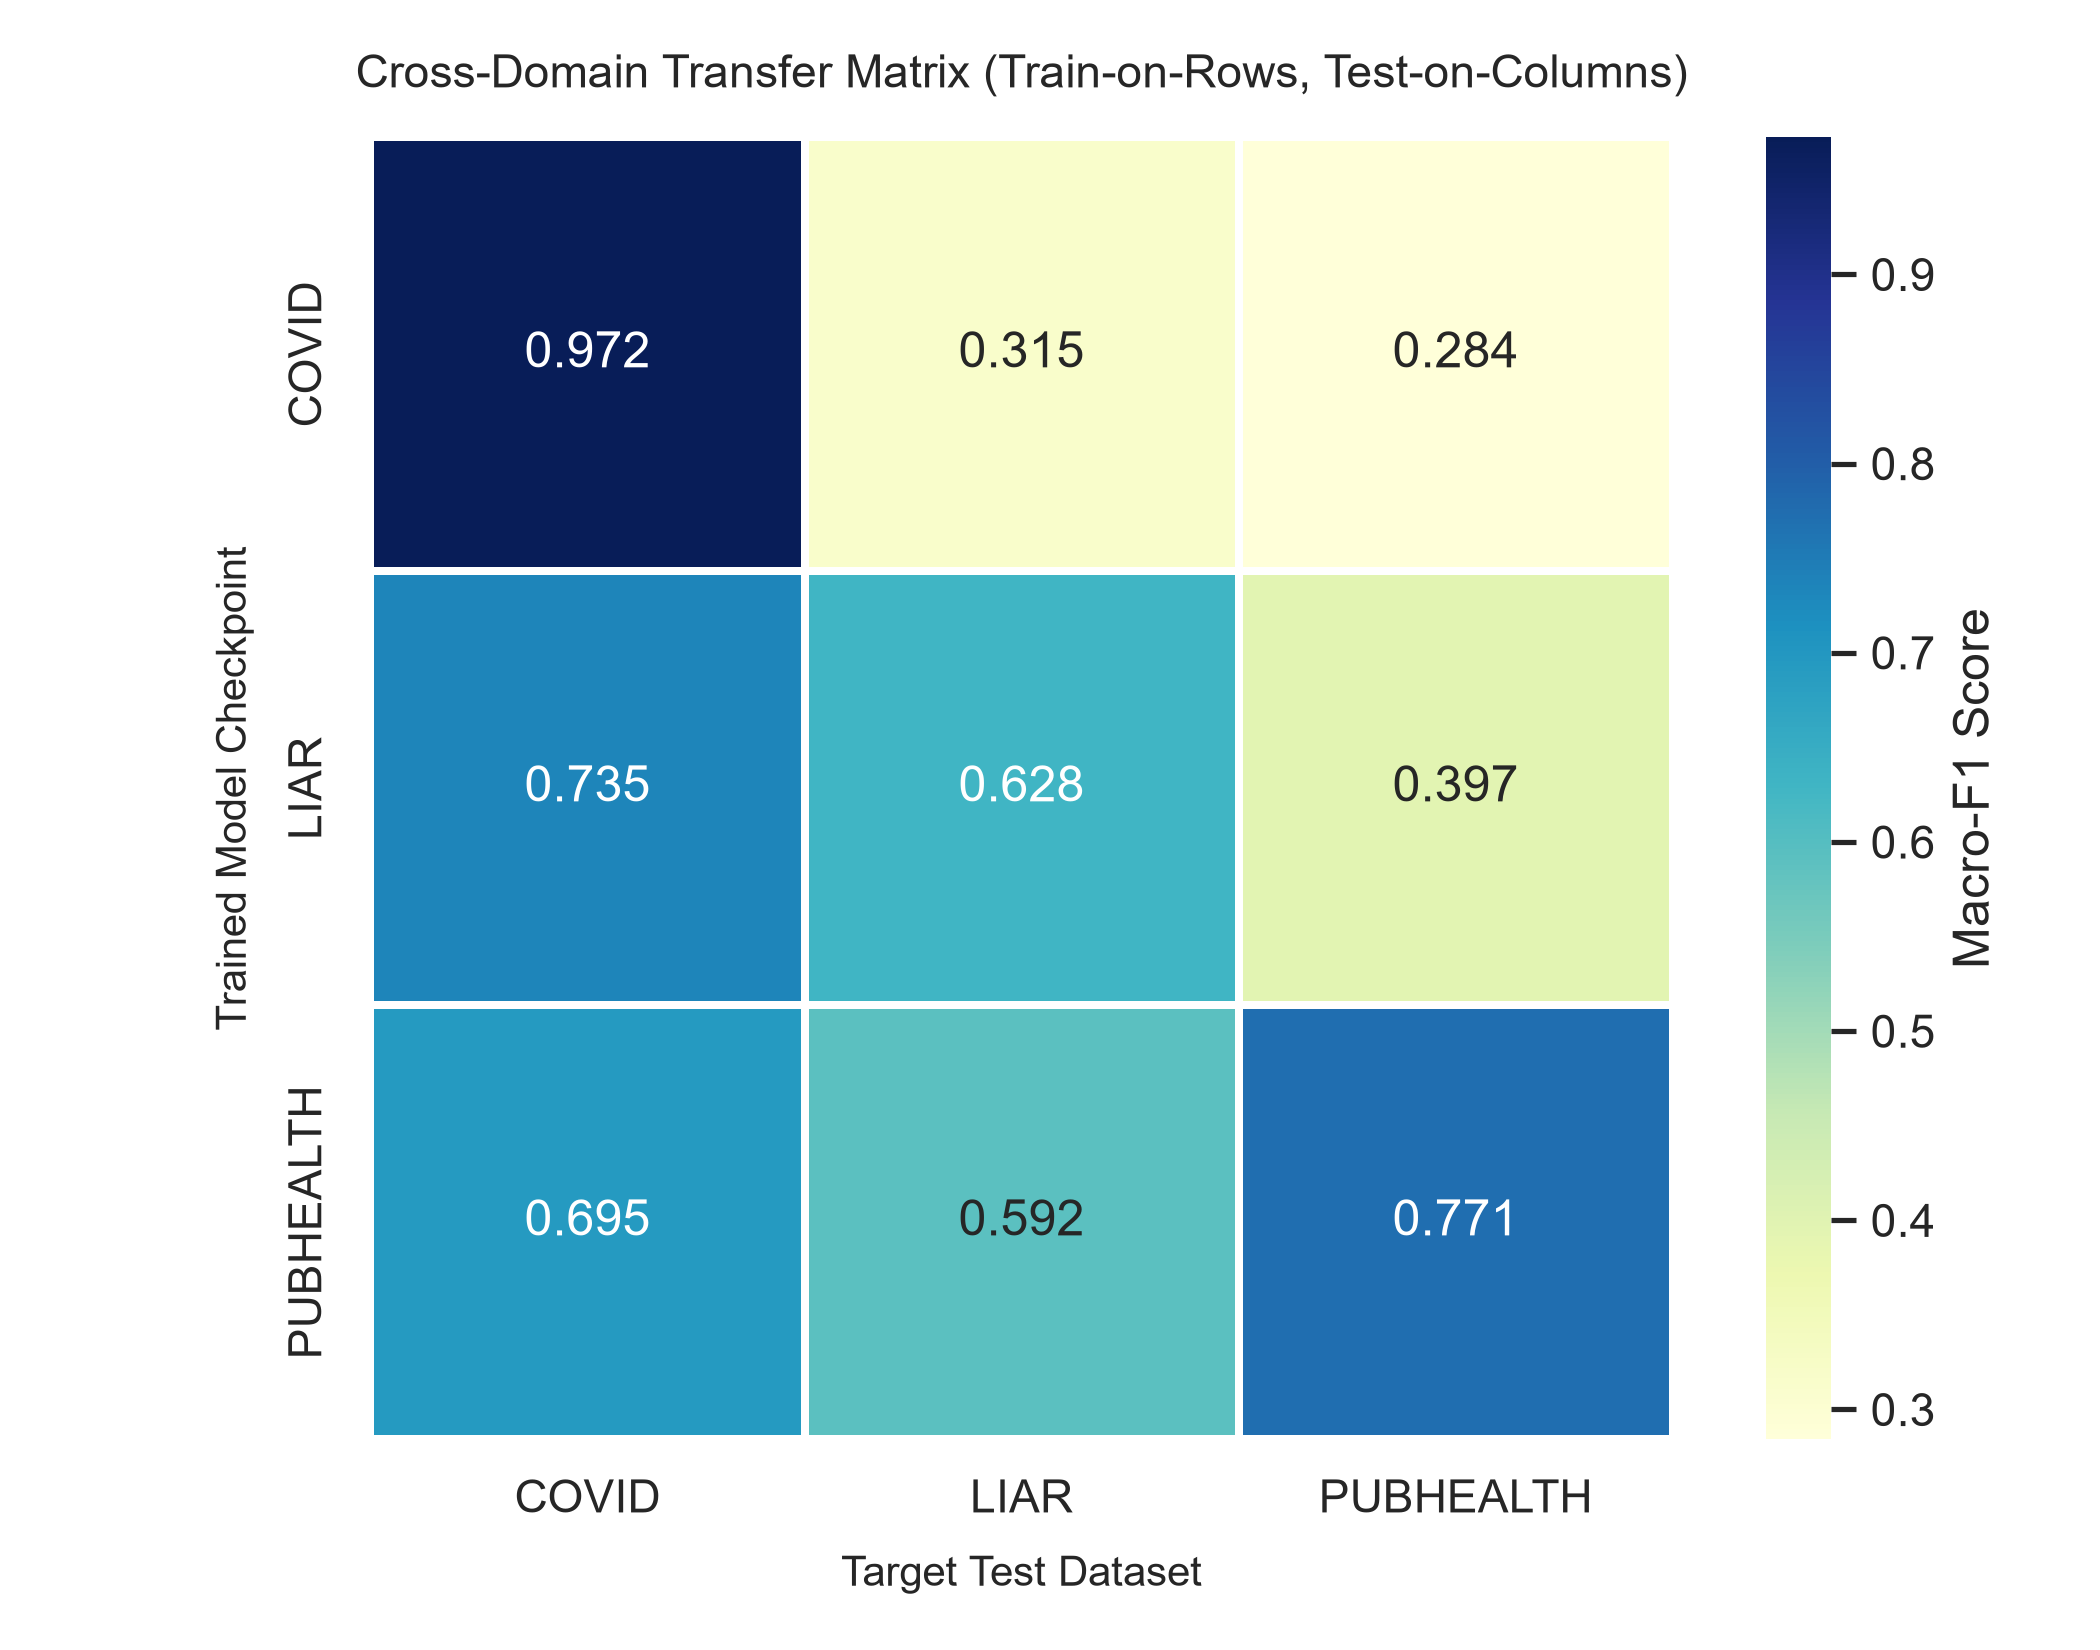 Cross-Domain Transfer Matrix (Train-on-Rows, Test-on-Columns)
Trained Model Checkpoint
COVID
0.972 0.315 0.284
LIAR
0.735 0.628 0.397
PUBHEALTH
0.695 0.592 0.771
COVID LIAR PUBHEALTH
Target Test Dataset
0.9
0.8
0.7
0.6
0.5
0.4
0.3
Macro-F1 Score